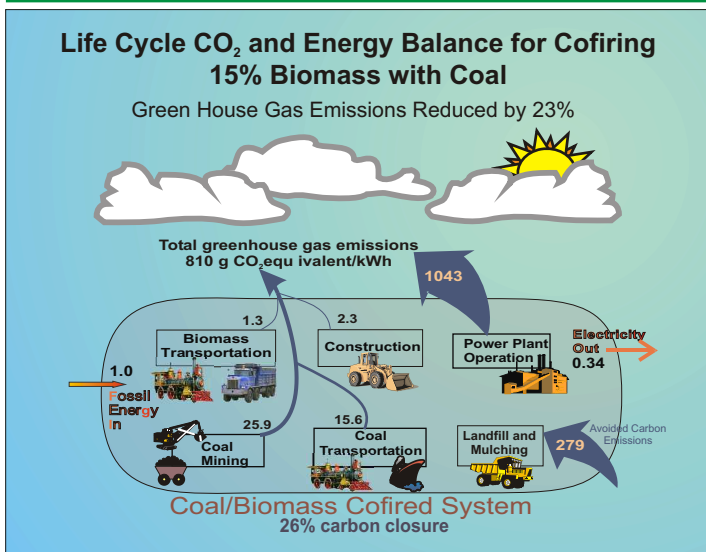 Life Cycle CO₂ and Energy Balance for Cofiring
15% Biomass with Coal
Green House Gas Emissions Reduced by 23%
Total greenhouse gas emissions
810 g CO₂equ ivalent/kWh
1043
1.3
2.3
Biomass
Transportation
Construction
Power Plant
Operation
Electricity
Out
0.34
1.0
Fossil
Energy
In
25.9
Coal
Mining
15.6
Coal
Transportation
Landfill and
Mulching
279
Avoided Carbon
Emissions
Coal/Biomass Cofired System
26% carbon closure